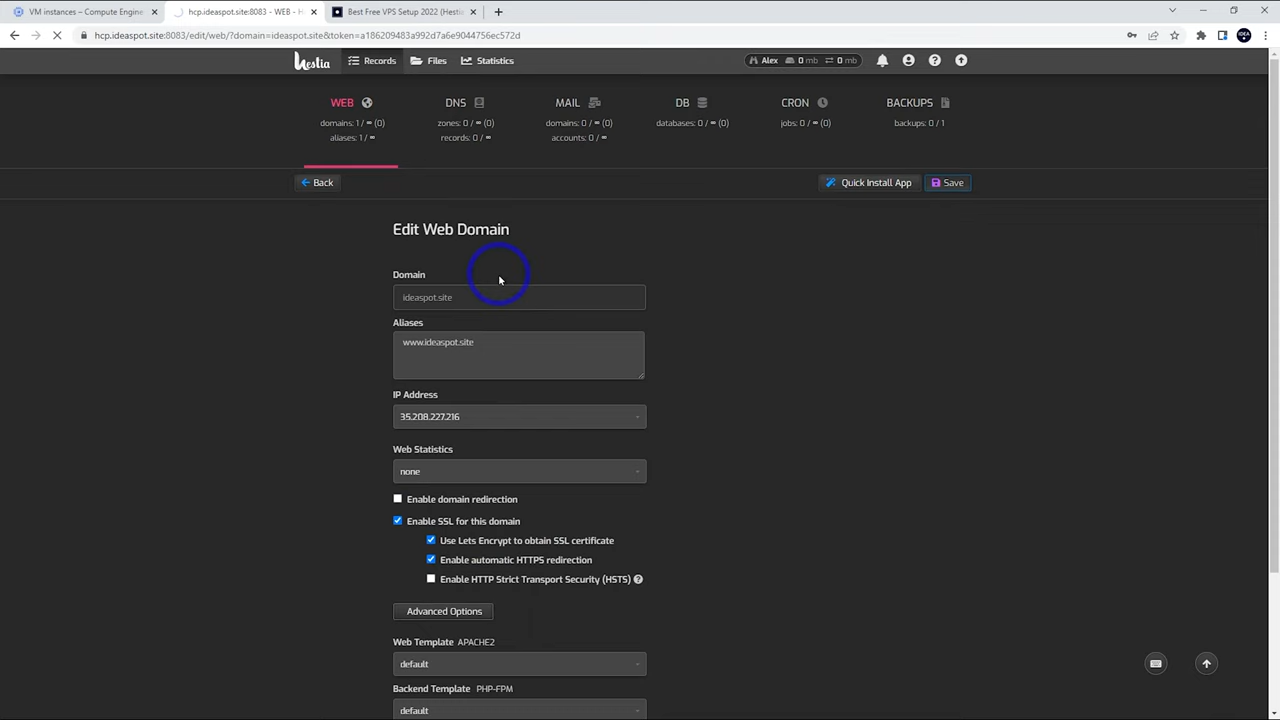 VM instances – Compute Engine
hcp.ideaspot.site:8083 - WEB - H
Best Free VPS Setup 2022 (Hestia
hcp.ideaspot.site:8083/edit/web/?domain=ideaspot.site&token=a186209483a992d7a6e9044756ec572d
Hestia
Records
Files
Statistics
Alex 0 mb 0 mb
WEB
domains: 1 / ∞ (0)
aliases: 1 / ∞
DNS
zones: 0 / ∞ (0)
records: 0 / ∞
MAIL
domains: 0 / ∞ (0)
accounts: 0 / ∞
DB
databases: 0 / ∞ (0)
CRON
jobs: 0 / ∞ (0)
BACKUPS
backups: 0 / 1
Back
Quick Install App
Save
Edit Web Domain
Domain
ideaspot.site
Aliases
www.ideaspot.site
IP Address
35.208.227.216
Web Statistics
none
Enable domain redirection
Enable SSL for this domain
Use Lets Encrypt to obtain SSL certificate
Enable automatic HTTPS redirection
Enable HTTP Strict Transport Security (HSTS)
Advanced Options
Web Template APACHE2
default
Backend Template PHP-FPM
default